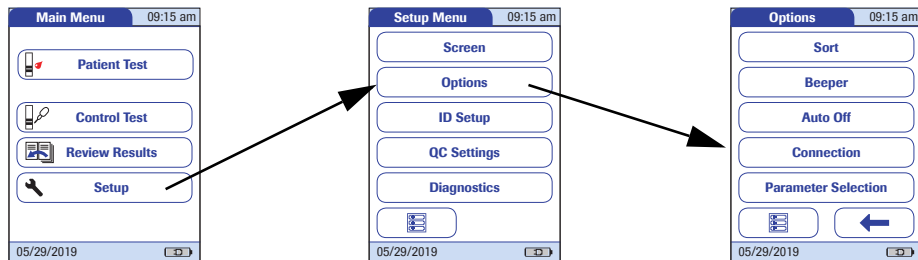 Main Menu 09:15 am
Patient Test
Control Test
Review Results
Setup
05/29/2019
Setup Menu 09:15 am
Screen
Options
ID Setup
QC Settings
Diagnostics
05/29/2019
Options 09:15 am
Sort
Beeper
Auto Off
Connection
Parameter Selection
05/29/2019